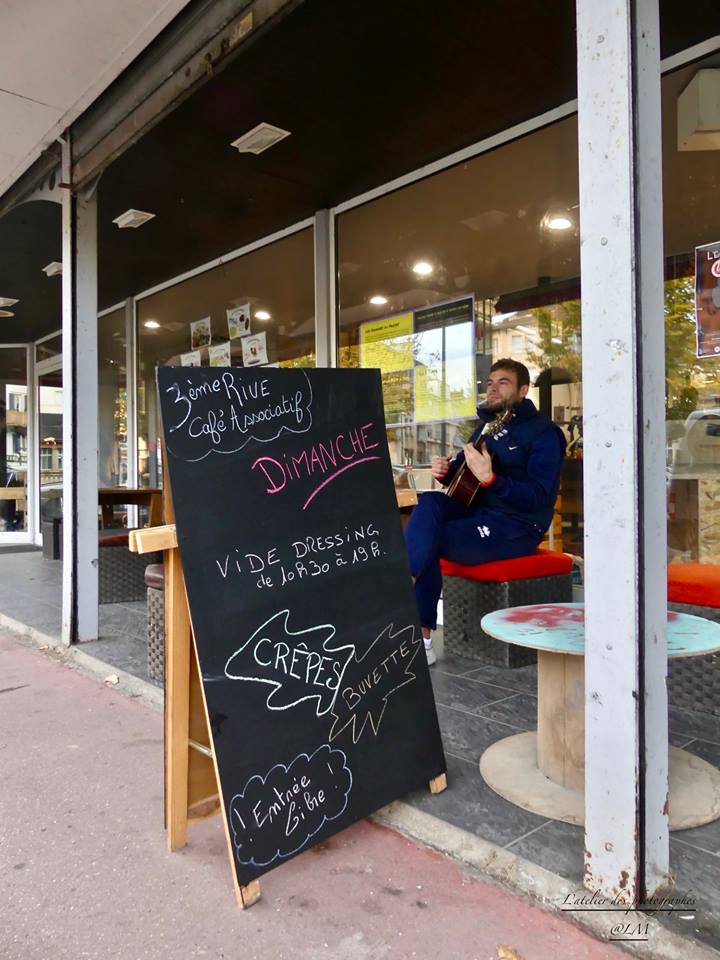 3ème RIVE
Café Associatif
DIMANCHE
VIDE DRESSING
de 10h30 à 19h.
CRÊPES
BUVETTE
! Entrée
Libre !
L'atelier des photographes
@LM